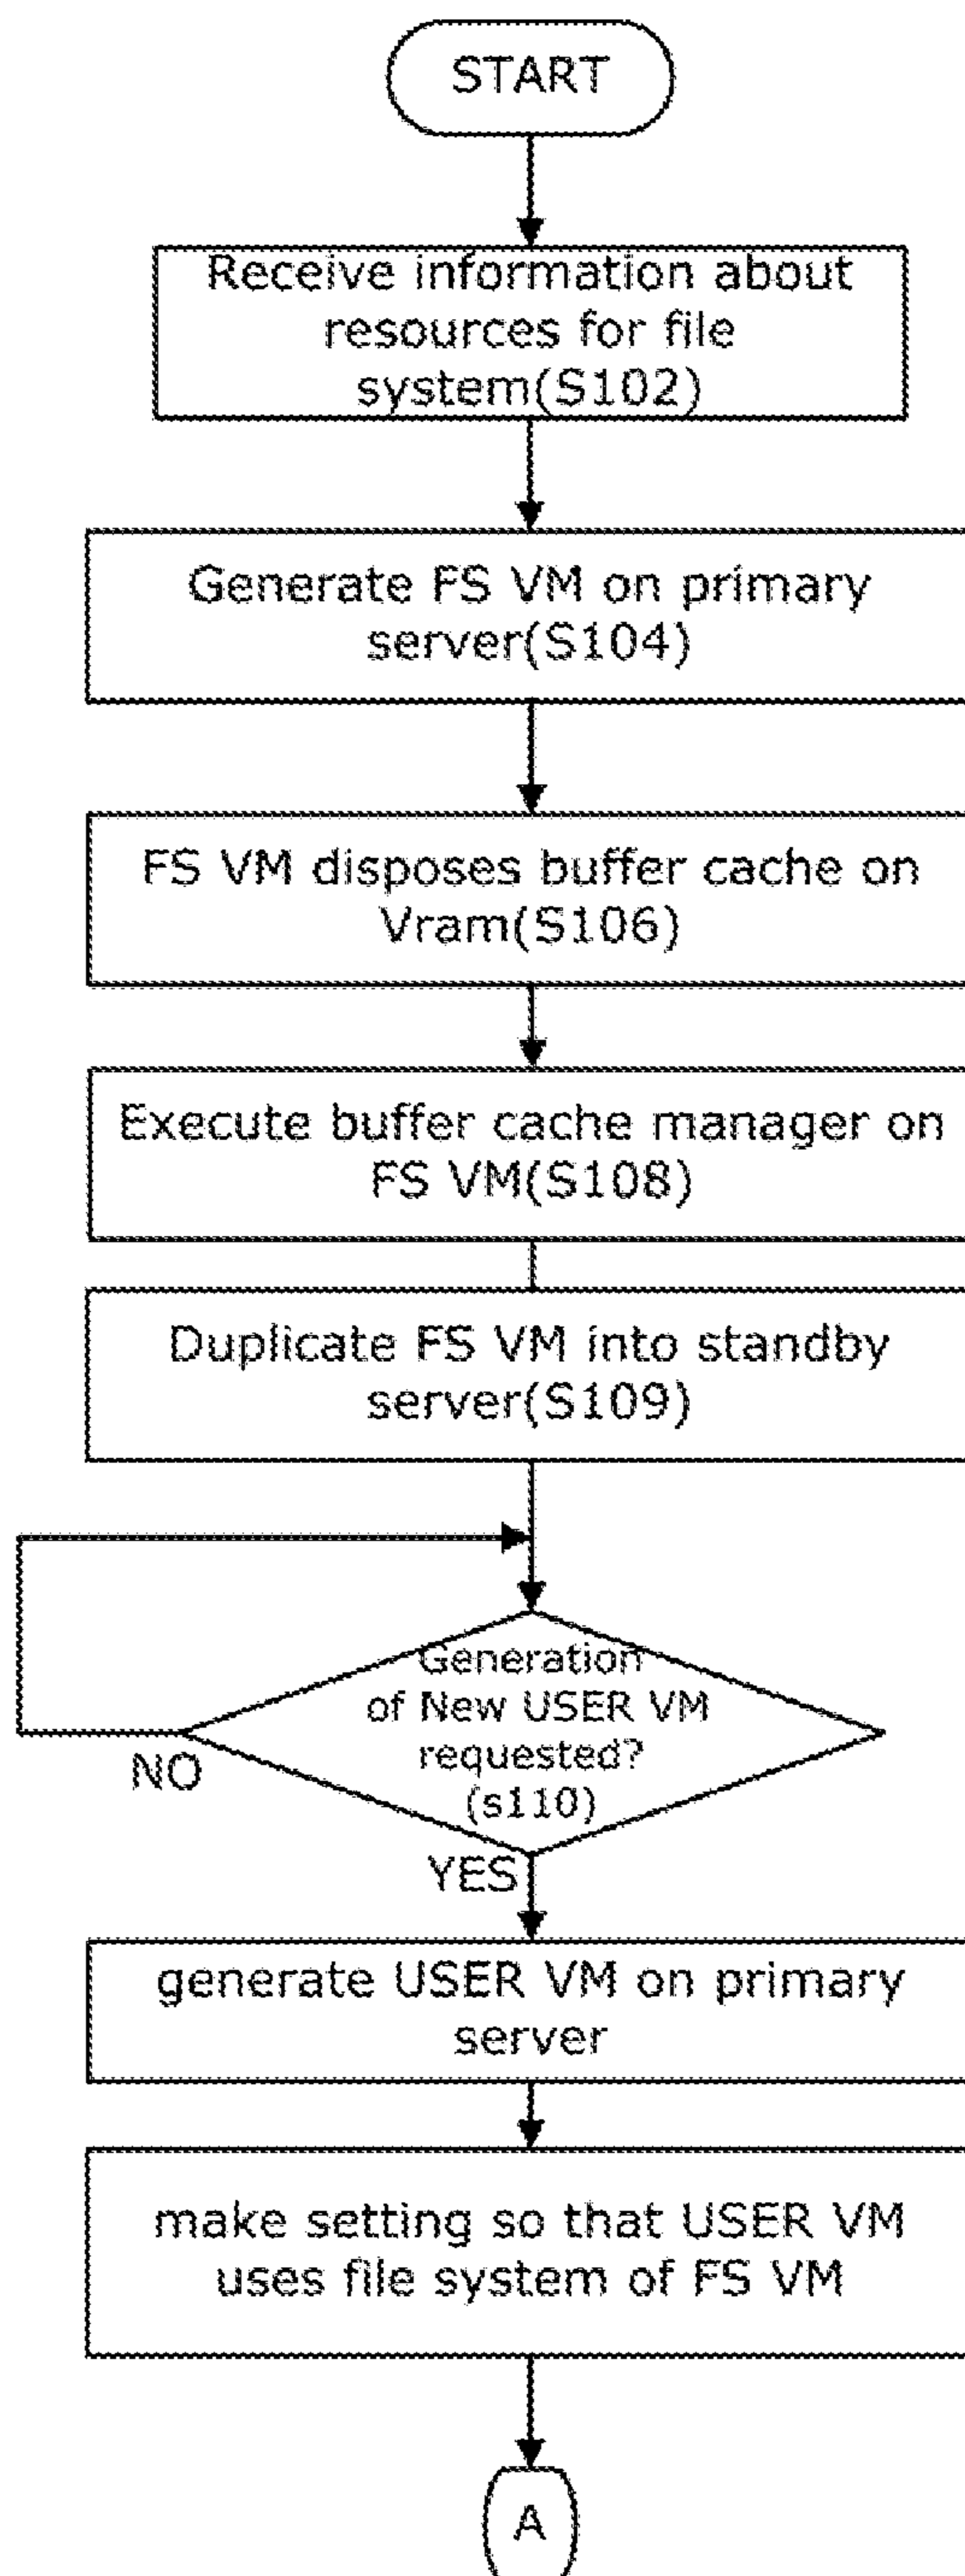 START
Receive information about
resources for file
system(S102)
Generate FS VM on primary
server(S104)
FS VM disposes buffer cache on
Vram(S106)
Execute buffer cache manager on
FS VM(S108)
Duplicate FS VM into standby
server(S109)
Generation
of New USER VM
requested?
(s110)
NO
YES
generate USER VM on primary
server
make setting so that USER VM
uses file system of FS VM
A